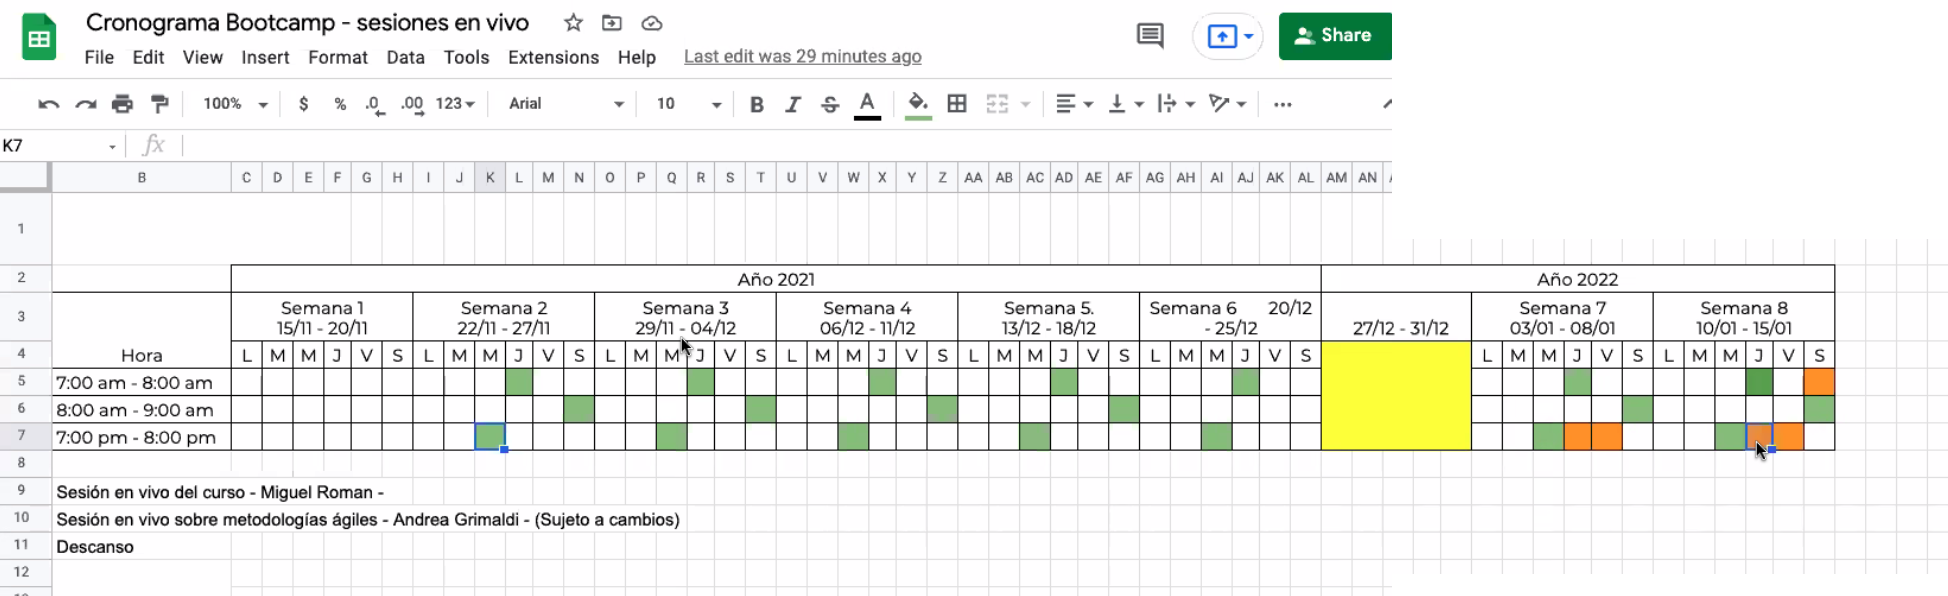 Cronograma Bootcamp - sesiones en vivo
File Edit View Insert Format Data Tools Extensions Help Last edit was 29 minutes ago
Share
100% $ % .0 .00 123 Arial 10 B I S A
K7 fx
B C D E F G H I J K L M N O P Q R S T U V W X Y Z AA AB AC AD AE AF AG AH AI AJ AK AL AM AN
1
2 Año 2021 Año 2022
Semana 1 Semana 2 Semana 3 Semana 4 Semana 5. Semana 6 20/12 Semana 7 Semana 8
3 15/11 - 20/11 22/11 - 27/11 29/11 - 04/12 06/12 - 11/12 13/12 - 18/12 - 25/12 27/12 - 31/12 03/01 - 08/01 10/01 - 15/01
4 Hora L M M J V S L M M J V S L M M J V S L M M J V S L M M J V S L M M J V S L M M J V S L M M J V S
5 7:00 am - 8:00 am
6 8:00 am - 9:00 am
7 7:00 pm - 8:00 pm
8
9 Sesión en vivo del curso - Miguel Roman -
10 Sesión en vivo sobre metodologías ágiles - Andrea Grimaldi - (Sujeto a cambios)
11 Descanso
12